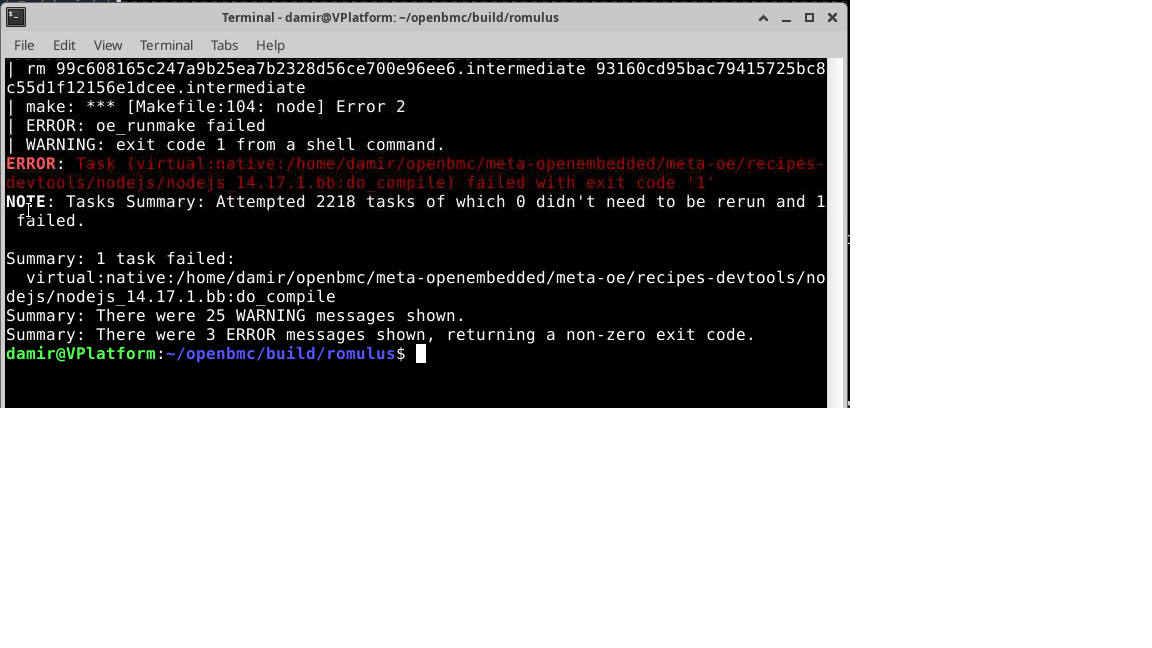 Terminal - damir@VPlatform: ~/openbmc/build/romulus
File Edit View Terminal Tabs Help
| rm 99c608165c247a9b25ea7b2328d56ce700e96ee6.intermediate 93160cd95bac79415725bc8
c55d1f12156e1dcee.intermediate
| make: *** [Makefile:104: node] Error 2
| ERROR: oe_runmake failed
| WARNING: exit code 1 from a shell command.
ERROR: Task (virtual:native:/home/damir/openbmc/meta-openembedded/meta-oe/recipes-
devtools/nodejs/nodejs_14.17.1.bb:do_compile) failed with exit code '1'
NOTE: Tasks Summary: Attempted 2218 tasks of which 0 didn't need to be rerun and 1
 failed.

Summary: 1 task failed:
  virtual:native:/home/damir/openbmc/meta-openembedded/meta-oe/recipes-devtools/no
dejs/nodejs_14.17.1.bb:do_compile
Summary: There were 25 WARNING messages shown.
Summary: There were 3 ERROR messages shown, returning a non-zero exit code.
damir@VPlatform:~/openbmc/build/romulus$